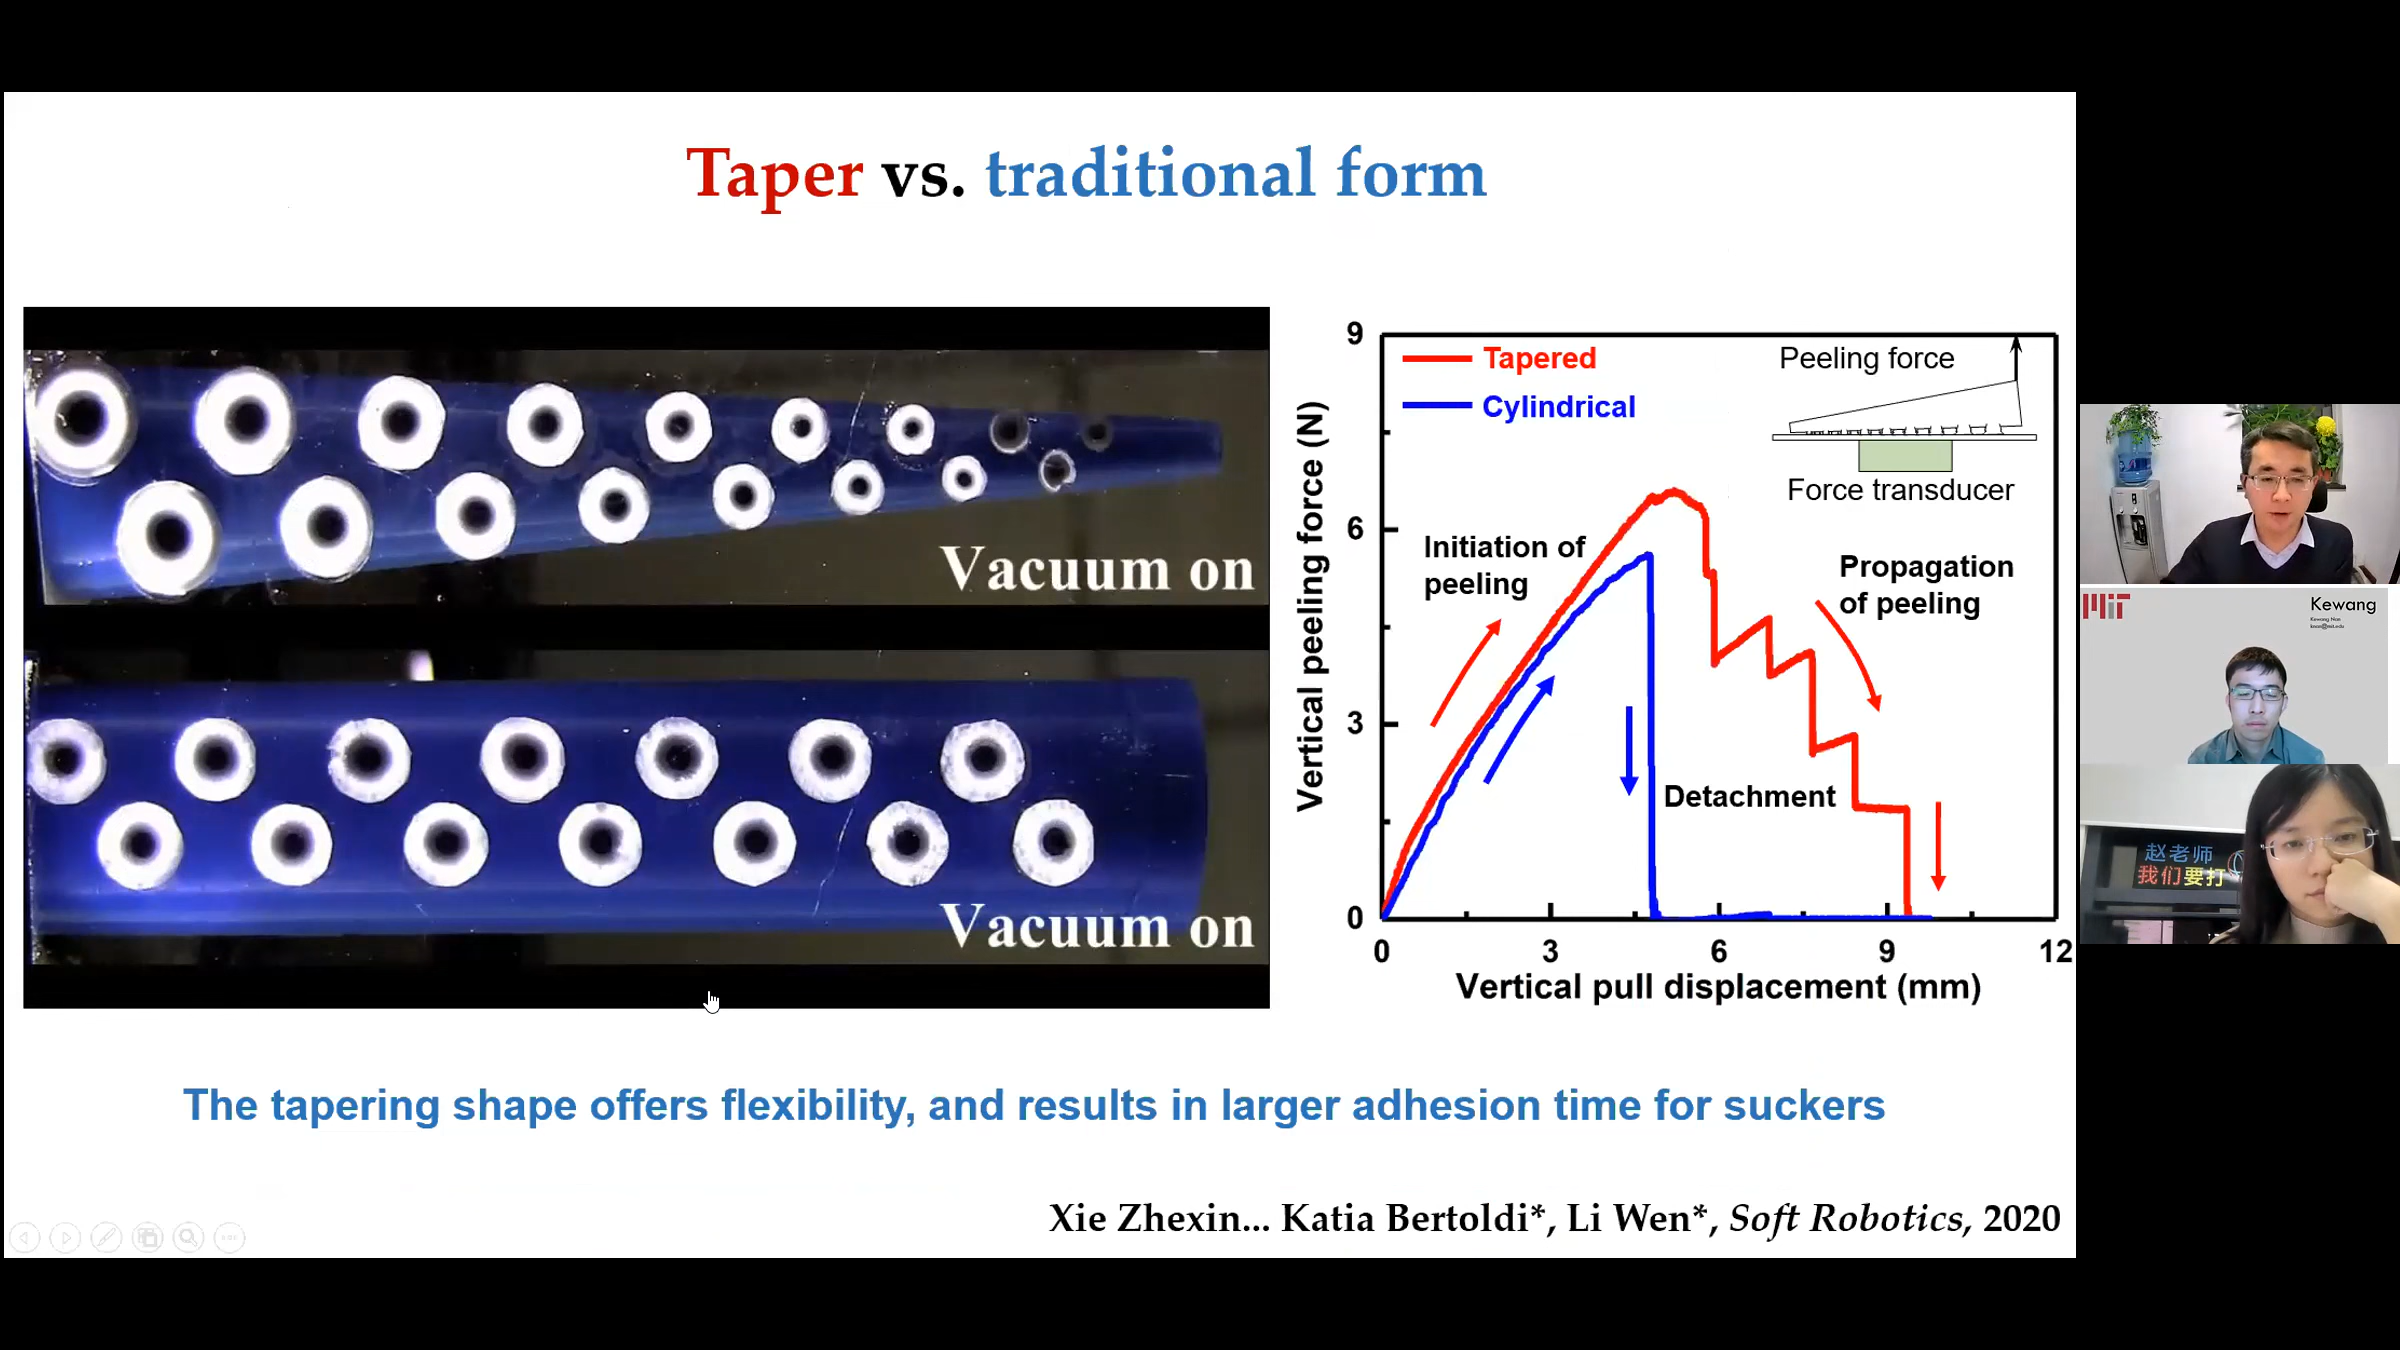 Taper vs. traditional form
Vacuum on
Vacuum on
Tapered
Cylindrical
Peeling force
Force transducer
Initiation of
peeling
Propagation
of peeling
Detachment
9
6
3
0
0 3 6 9 12
Vertical peeling force (N)
Vertical pull displacement (mm)
The tapering shape offers flexibility, and results in larger adhesion time for suckers
Xie Zhexin... Katia Bertoldi*, Li Wen*, Soft Robotics, 2020
MIT
Kewang
Kewang Nan
赵老师
我们要打